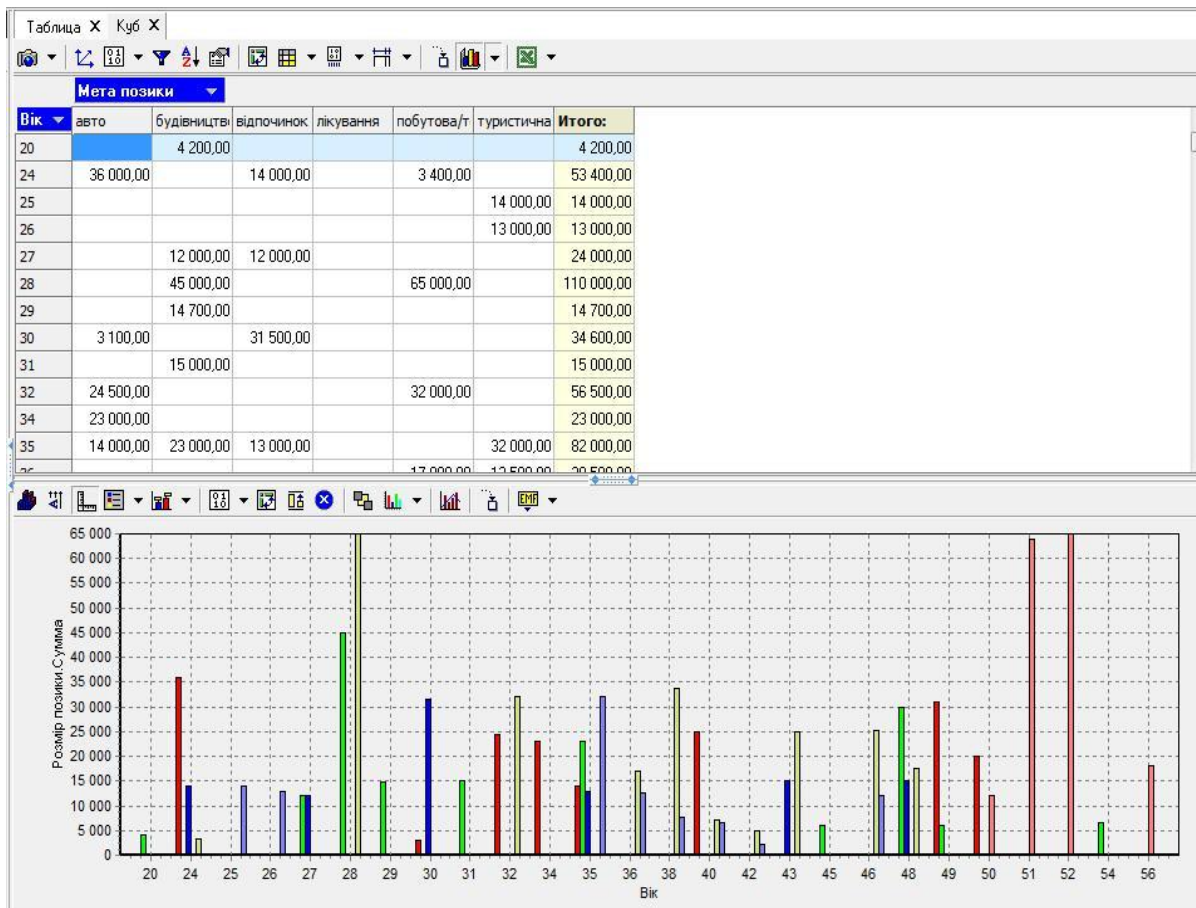 Таблица X Куб X
Мета позики
Вік авто будівництві відпочинок лікування побутова/т туристична Итого:
20 4 200,00 4 200,00
24 36 000,00 14 000,00 3 400,00 53 400,00
25 14 000,00 14 000,00
26 13 000,00 13 000,00
27 12 000,00 12 000,00 24 000,00
28 45 000,00 65 000,00 110 000,00
29 14 700,00 14 700,00
30 3 100,00 31 500,00 34 600,00
31 15 000,00 15 000,00
32 24 500,00 32 000,00 56 500,00
34 23 000,00 23 000,00
35 14 000,00 23 000,00 13 000,00 32 000,00 82 000,00
EMF
65 000
60 000
55 000
50 000
45 000
40 000
35 000
30 000
25 000
20 000
15 000
10 000
5 000
0
Розмір позики.Сумма
20 24 25 26 27 28 29 30 31 32 34 35 36 38 39 40 42 43 45 46 48 49 50 51 52 54 56
Вік